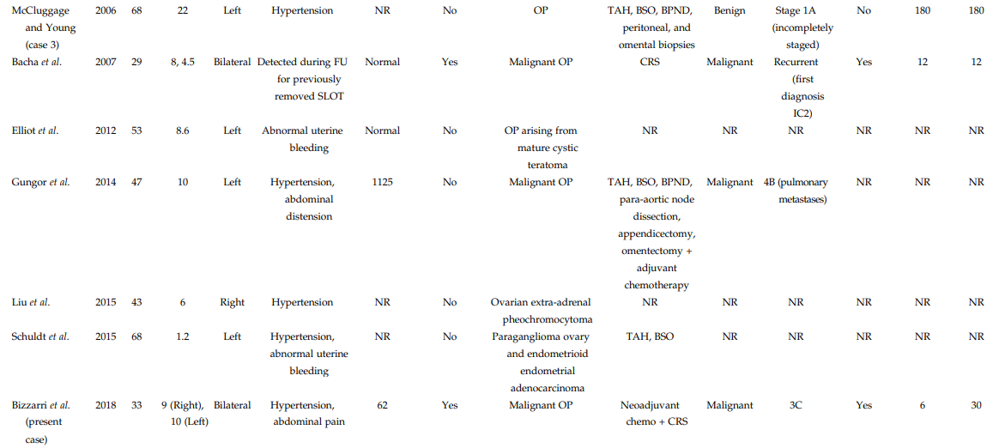 McCluggage 2006 68 22 Left Hypertension NR No OP TAH, BSO, BPND, Benign Stage 1A No 180 180
and Young peritoneal, and (incompletely
(case 3) omental biopsies staged)
Bacha et al. 2007 29 8, 4.5 Bilateral Detected during FU Normal Yes Malignant OP CRS Malignant Recurrent Yes 12 12
for previously (first
removed SLOT diagnosis
IC2)
Elliot et al. 2012 53 8.6 Left Abnormal uterine Normal No OP arising from NR NR NR NR NR NR
bleeding mature cystic
teratoma
Gungor et al. 2014 47 10 Left Hypertension, 1125 No Malignant OP TAH, BSO, BPND, Malignant 4B (pulmonary NR NR NR
abdominal para-aortic node metastases)
distension dissection,
appendicectomy,
omentectomy +
adjuvant
chemotherapy
Liu et al. 2015 43 6 Right Hypertension NR No Ovarian extra-adrenal NR NR NR NR NR NR
pheochromocytoma
Schuldt et al. 2015 68 1.2 Left Hypertension, NR No Paraganglioma ovary TAH, BSO NR NR NR NR NR
abnormal uterine and endometrioid
bleeding endometrial
adenocarcinoma
Bizzarri et al. 2018 33 9 (Right), Bilateral Hypertension, 62 Yes Malignant OP Neoadjuvant Malignant 3C Yes 6 30
(present 10 (Left) abdominal pain chemo + CRS
case)